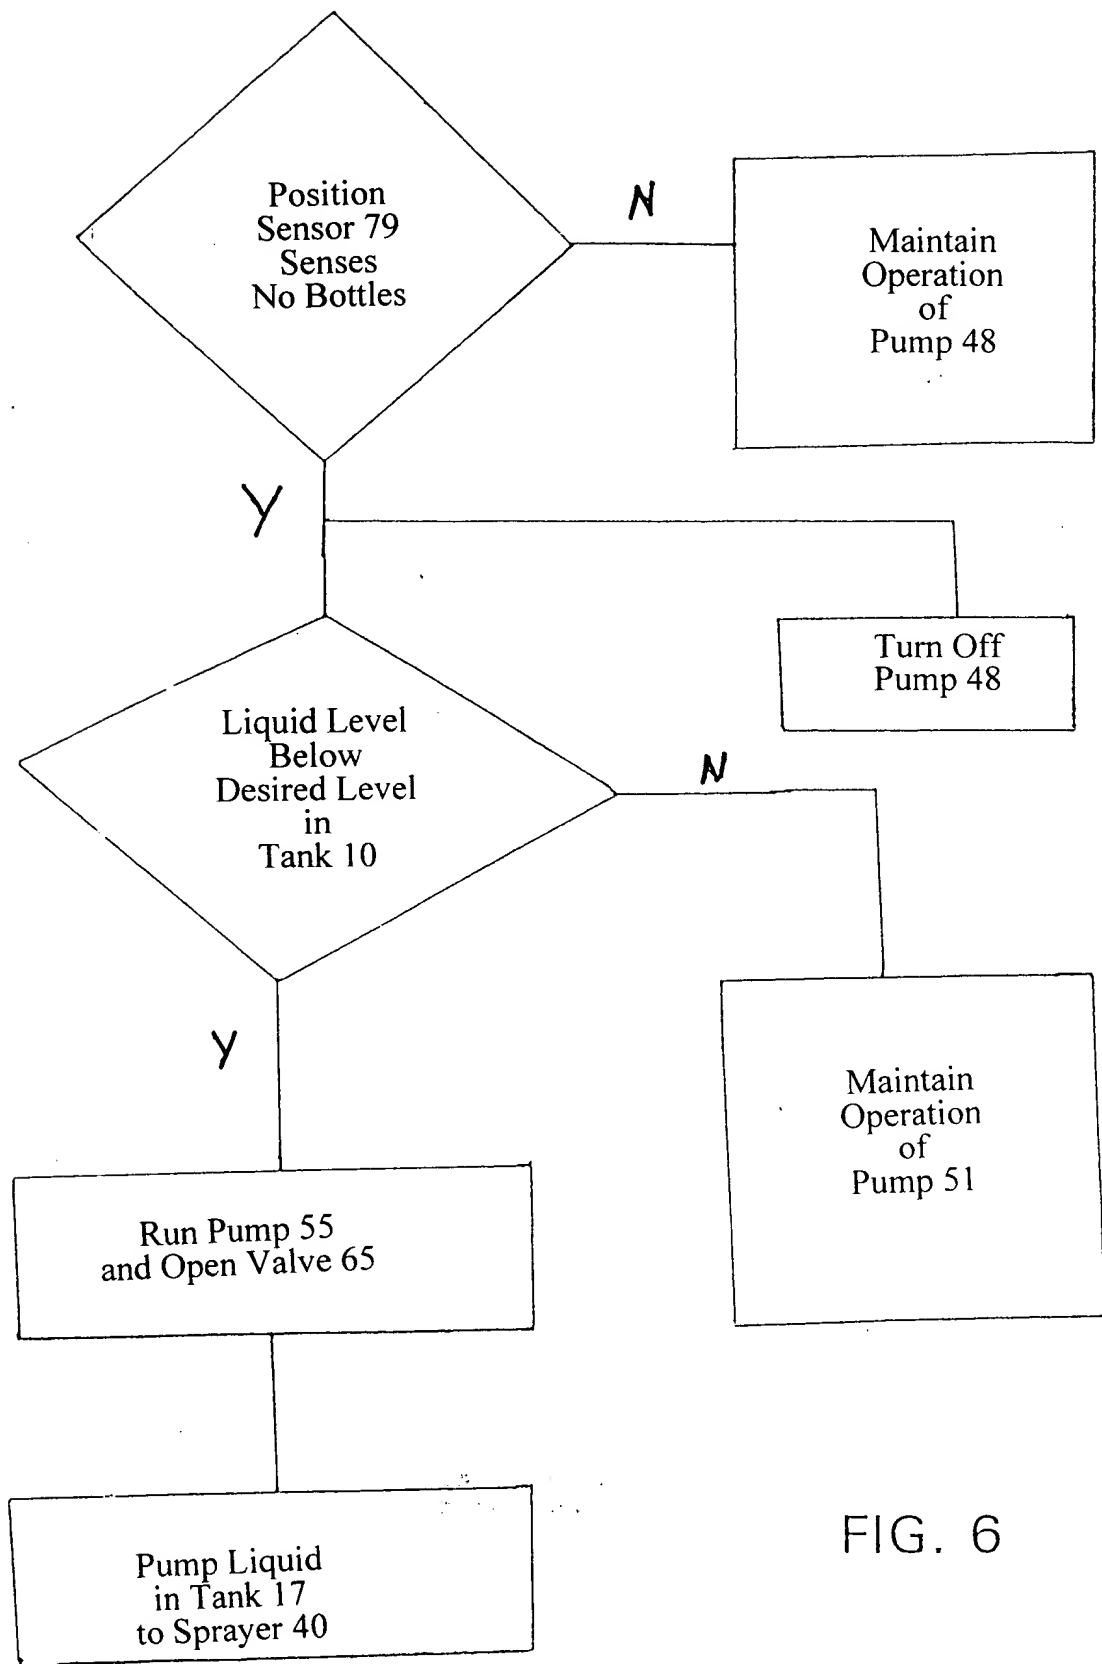 Position
Sensor 79
Senses
No Bottles
N
Maintain
Operation
of
Pump 48
Y
Turn Off
Pump 48
Liquid Level
Below
Desired Level
in
Tank 10
N
Y
Maintain
Operation
of
Pump 51
Run Pump 55
and Open Valve 65
Pump Liquid
in Tank 17
to Sprayer 40
FIG. 6